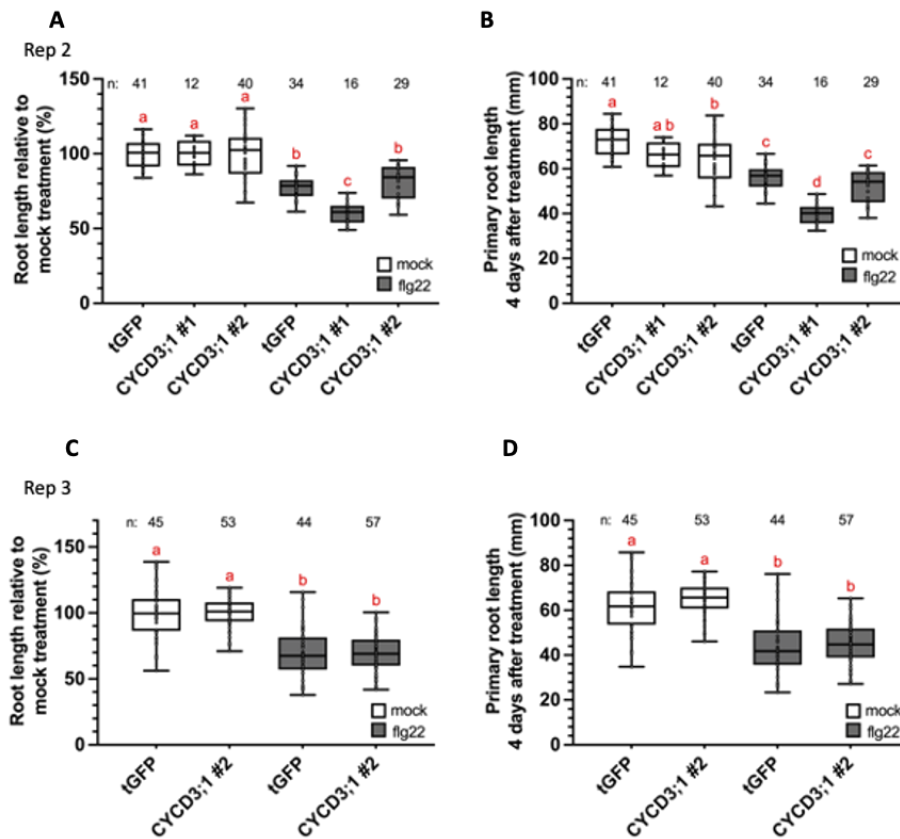 A
B
Rep 2
n: 41 12 40 34 16 29
a a a b c b
150
100
50
0
Root length relative to
mock treatment (%)
mock
flg22
tGFP
CYCD3;1 #1
CYCD3;1 #2
tGFP
CYCD3;1 #1
CYCD3;1 #2
n: 41 12 40 34 16 29
a a b b c d c
100
80
60
40
20
0
Primary root length
4 days after treatment (mm)
mock
flg22
tGFP
CYCD3;1 #1
CYCD3;1 #2
tGFP
CYCD3;1 #1
CYCD3;1 #2
C
D
Rep 3
n: 45 53 44 57
a a b b
150
100
50
0
Root length relative to
mock treatment (%)
mock
flg22
tGFP
CYCD3;1 #2
tGFP
CYCD3;1 #2
n: 45 53 44 57
a a b b
100
80
60
40
20
0
Primary root length
4 days after treatment (mm)
mock
flg22
tGFP
CYCD3;1 #2
tGFP
CYCD3;1 #2